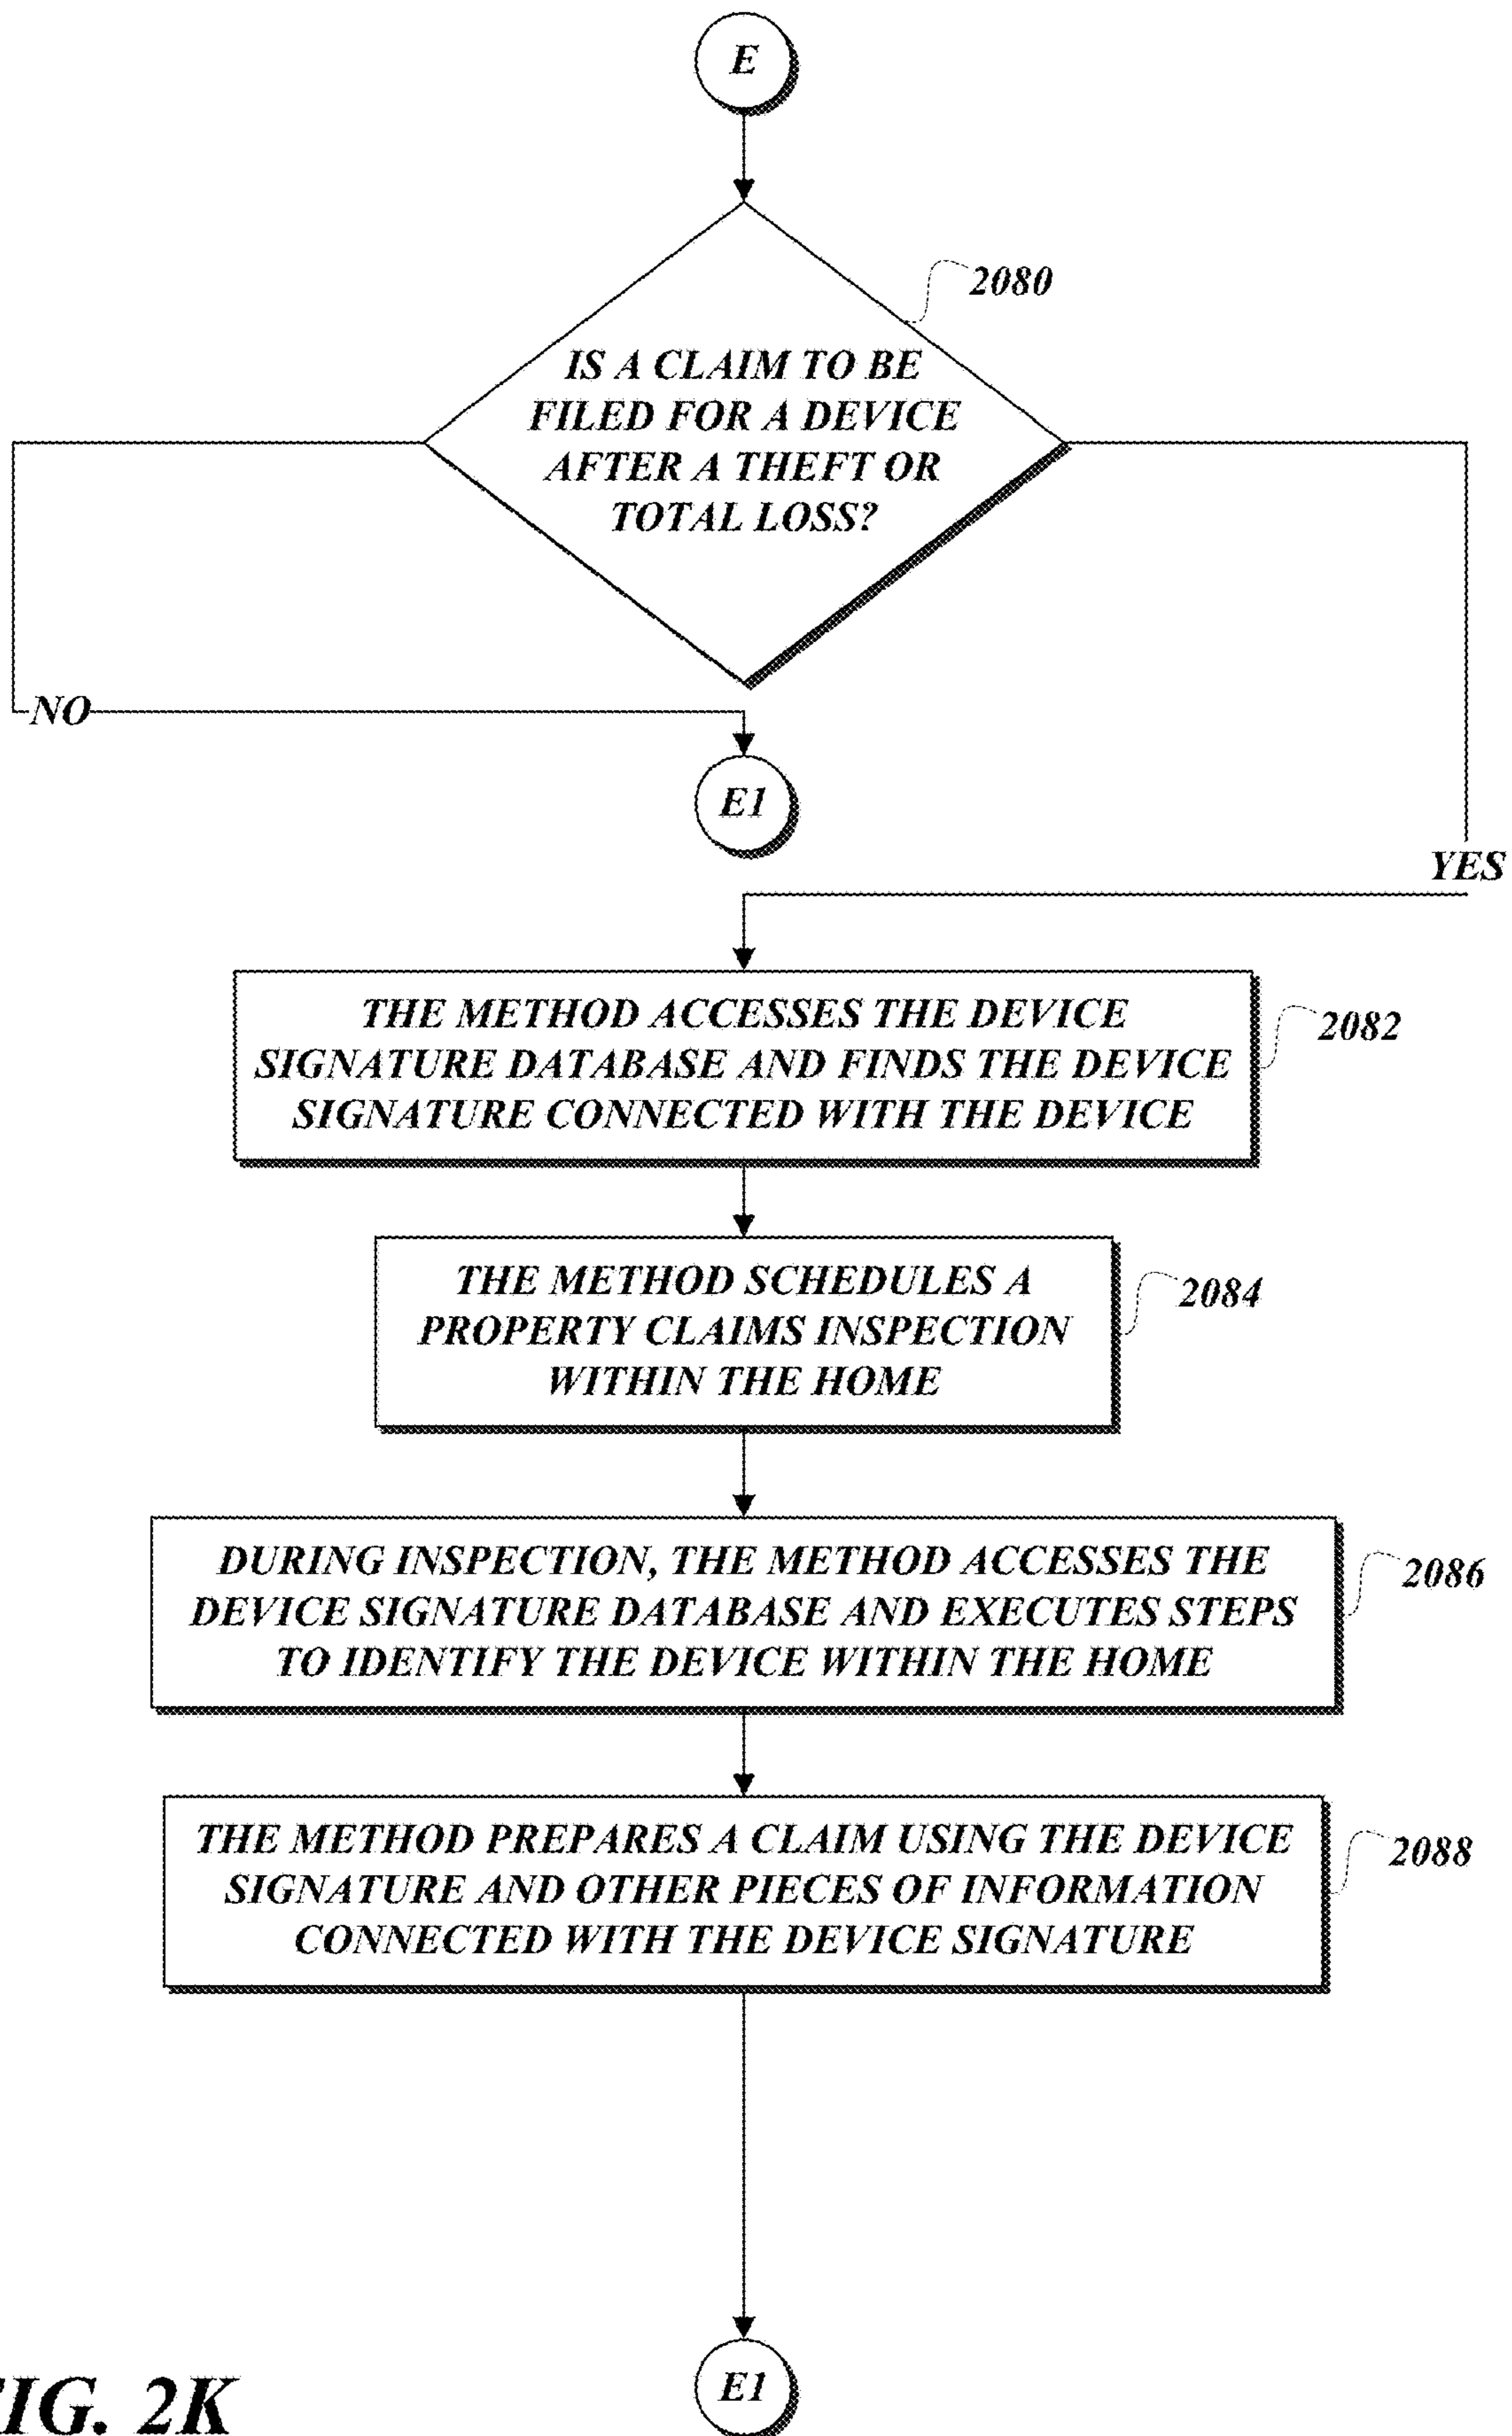 E
2080
IS A CLAIM TO BE
FILED FOR A DEVICE
AFTER A THEFT OR
TOTAL LOSS?
NO
E1
YES
THE METHOD ACCESSES THE DEVICE
SIGNATURE DATABASE AND FINDS THE DEVICE
SIGNATURE CONNECTED WITH THE DEVICE
2082
THE METHOD SCHEDULES A
PROPERTY CLAIMS INSPECTION
WITHIN THE HOME
2084
DURING INSPECTION, THE METHOD ACCESSES THE
DEVICE SIGNATURE DATABASE AND EXECUTES STEPS
TO IDENTIFY THE DEVICE WITHIN THE HOME
2086
THE METHOD PREPARES A CLAIM USING THE DEVICE
SIGNATURE AND OTHER PIECES OF INFORMATION
CONNECTED WITH THE DEVICE SIGNATURE
2088
E1
FIG. 2K